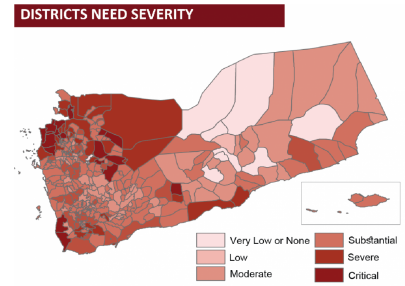 DISTRICTS NEED SEVERITY
Very Low or None
Low
Moderate
Substantial
Severe
Critical